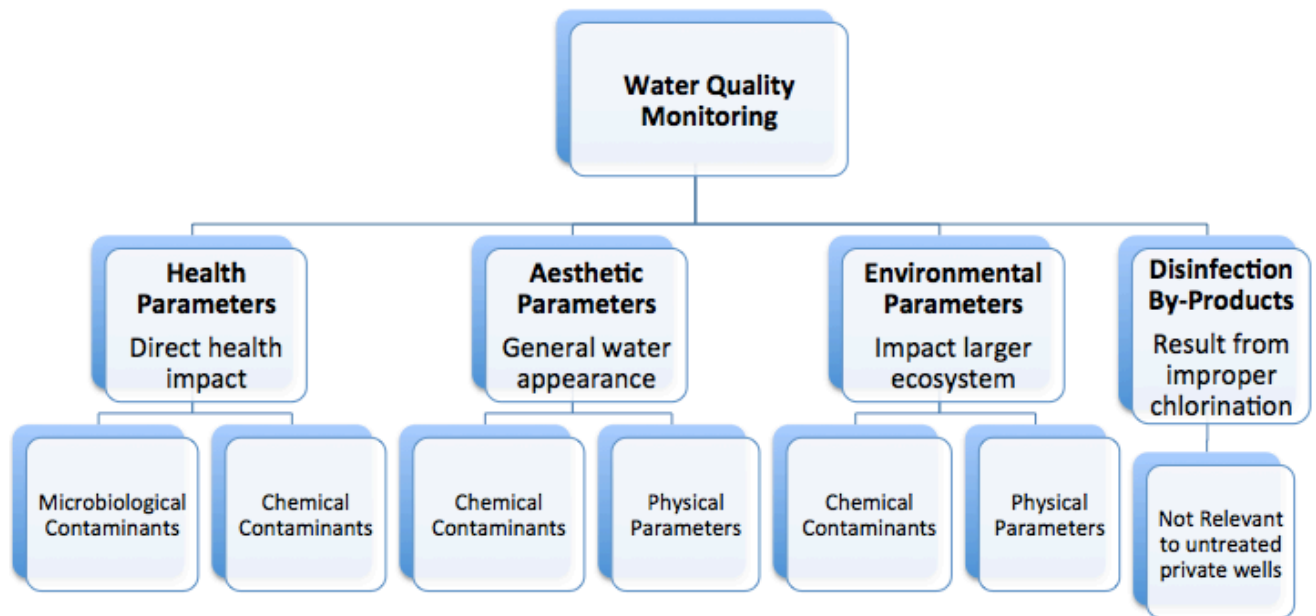 Water Quality
Monitoring
Health
Parameters
Direct health
impact
Aesthetic
Parameters
General water
appearance
Environmental
Parameters
Impact larger
ecosystem
Disinfection
By-Products
Result from
improper
chlorination
Microbiological
Contaminants
Chemical
Contaminants
Chemical
Contaminants
Physical
Parameters
Chemical
Contaminants
Physical
Parameters
Not Relevant
to untreated
private wells